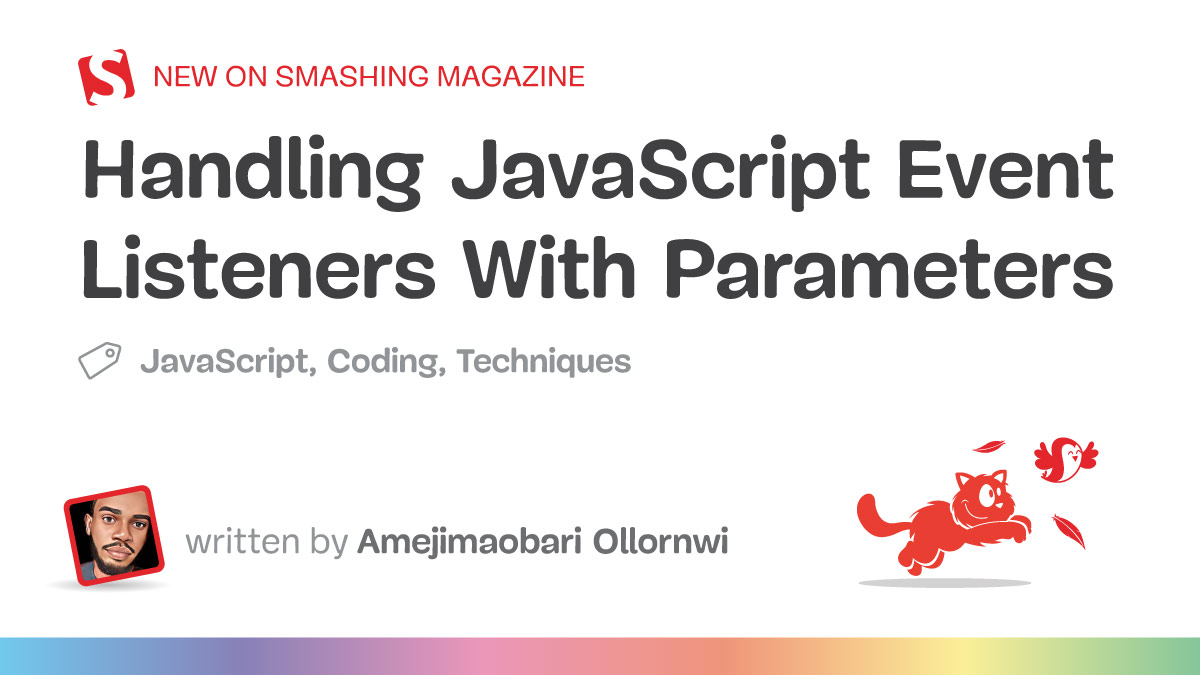 NEW ON SMASHING MAGAZINE
Handling JavaScript Event
Listeners With Parameters
JavaScript, Coding, Techniques
written by Amejimaobari Ollornwi